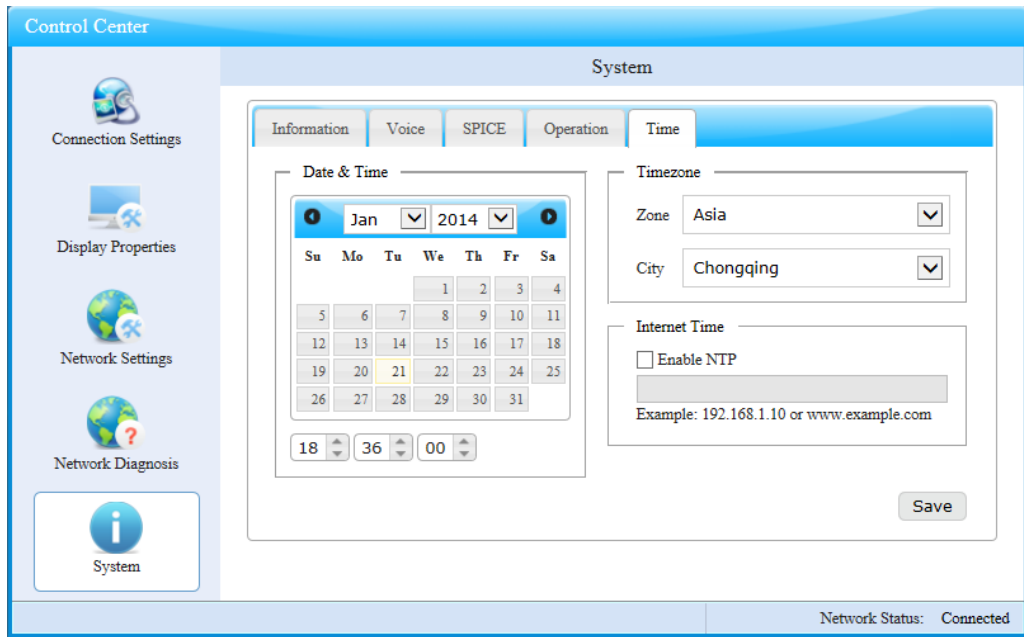 Control Center
System
Connection Settings
Display Properties
Network Settings
? Network Diagnosis
i
System
Information Voice SPICE Operation Time
Date & Time
Jan 2014
Su Mo Tu We Th Fr Sa
1 2 3 4
5 6 7 8 9 10 11
12 13 14 15 16 17 18
19 20 21 22 23 24 25
26 27 28 29 30 31
18 36 00
Timezone
Zone Asia
City Chongqing
Internet Time
Enable NTP
Example: 192.168.1.10 or www.example.com
Save
Network Status: Connected